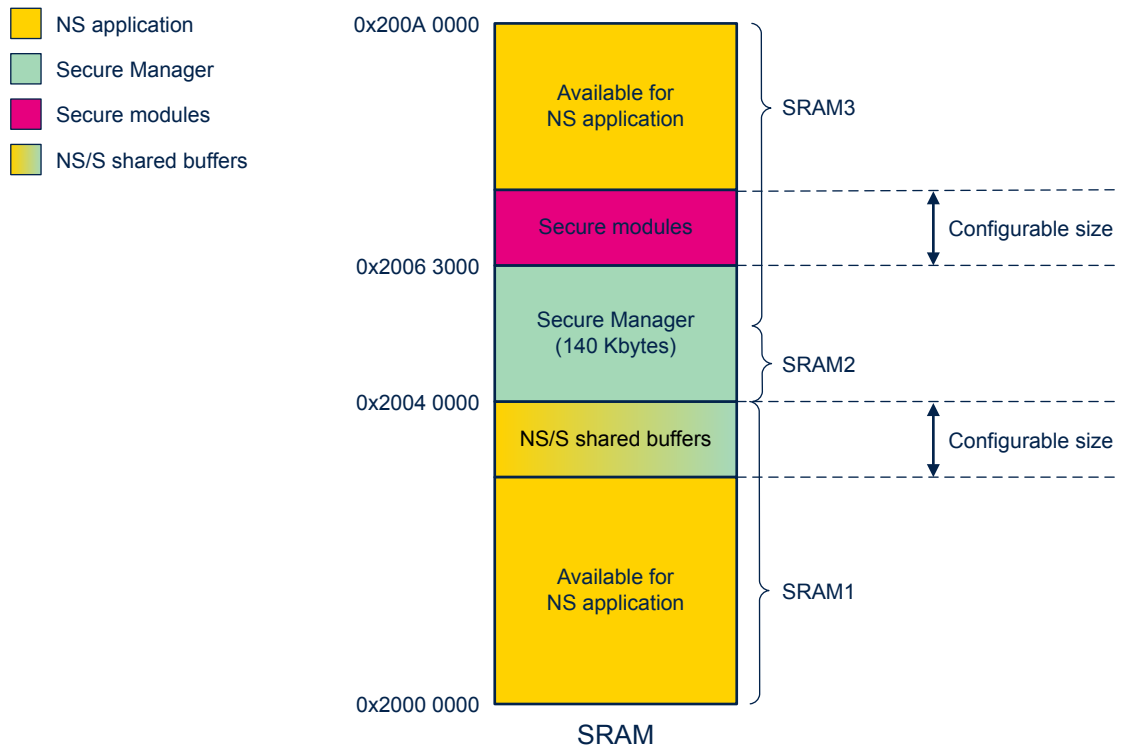 NS application
Secure Manager
Secure modules
NS/S shared buffers
0x200A 0000
Available for
NS application
SRAM3
Secure modules
Configurable size
0x2006 3000
Secure Manager
(140 Kbytes)
SRAM2
0x2004 0000
NS/S shared buffers
Configurable size
Available for
NS application
SRAM1
0x2000 0000
SRAM